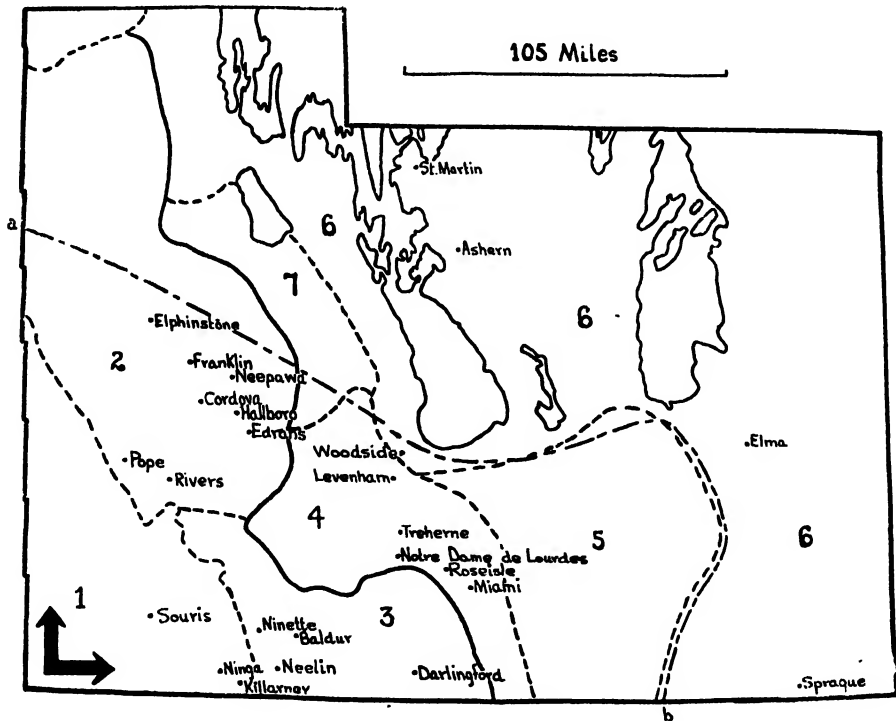 105 Miles
St.Martin
a
6
Ashern
7
6
Elphinstone
2
Franklin
Neepawa
Cordova
Hallboro
Edrans
Elma
Woodside
Pope
Levenham
Rivers
4
Treherne
5
6
Notre Dame de Lourdes
Roseisle
Miami
1
Souris
3
Ninette
Baldur
Ninga
Neelin
Darlingford
Killarney
Sprague
b